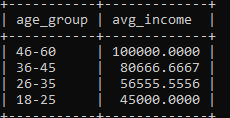 | age_group | avg_income |
| 46-60 | 100000.0000 |
| 36-45 | 80666.6667 |
| 26-35 | 56555.5556 |
| 18-25 | 45000.0000 |